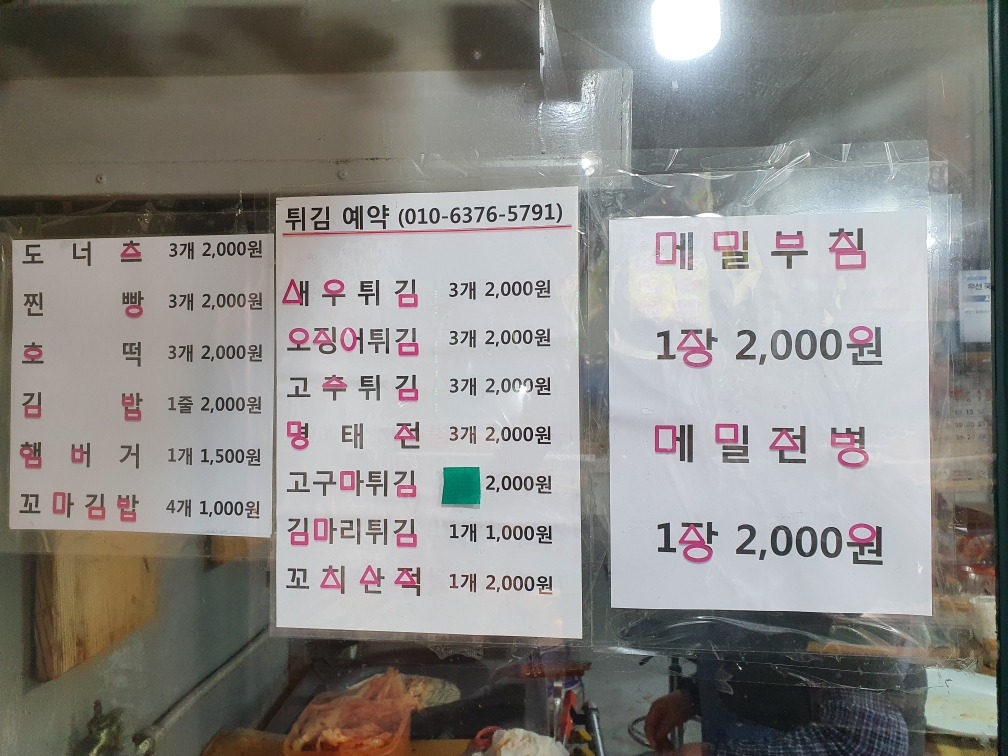 도너츠 3개 2,000원
찐빵 3개 2,000원
호떡 3개 2,000원
김밥 1줄 2,000원
햄버거 1개 1,500원
꼬마김밥 4개 1,000원
튀김 예약 (010-6376-5791)
새우튀김 3개 2,000원
오징어튀김 3개 2,000원
고추튀김 3개 2,000원
명태전 3개 2,000원
고구마튀김 2,000원
김마리튀김 1개 1,000원
꼬치산적 1개 2,000원
메밀부침
1장 2,000원
메밀전병
1장 2,000원